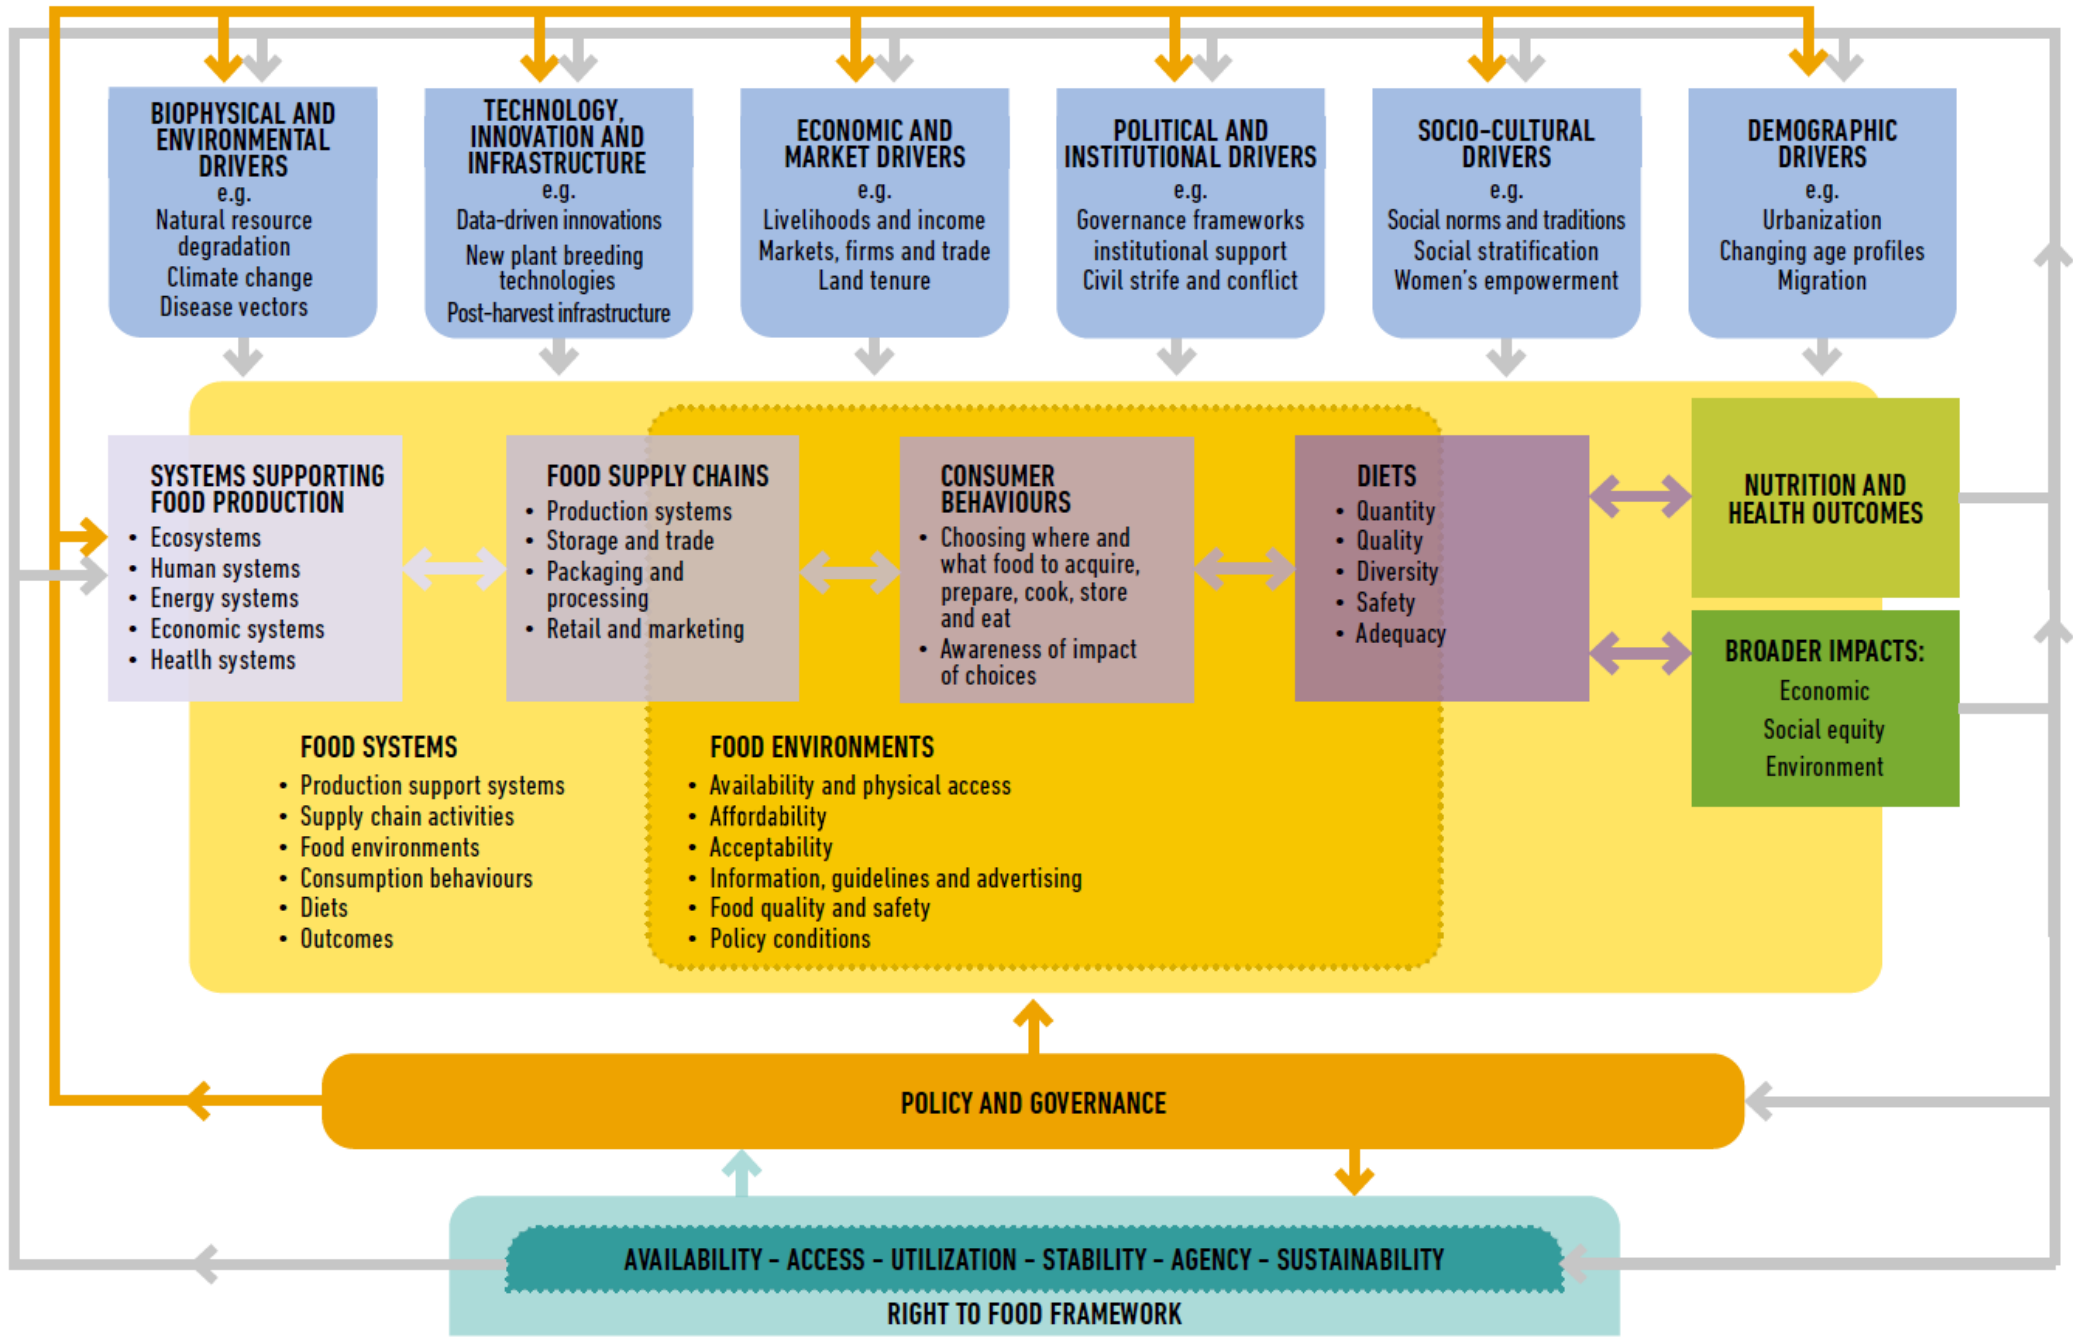 BIOPHYSICAL AND
ENVIRONMENTAL
DRIVERS
e.g.
Natural resource
degradation
Climate change
Disease vectors
TECHNOLOGY,
INNOVATION AND
INFRASTRUCTURE
e.g.
Data-driven innovations
New plant breeding
technologies
Post-harvest infrastructure
ECONOMIC AND
MARKET DRIVERS
e.g.
Livelihoods and income
Markets, firms and trade
Land tenure
POLITICAL AND
INSTITUTIONAL DRIVERS
e.g.
Governance frameworks
institutional support
Civil strife and conflict
SOCIO-CULTURAL
DRIVERS
e.g.
Social norms and traditions
Social stratification
Women's empowerment
DEMOGRAPHIC
DRIVERS
e.g.
Urbanization
Changing age profiles
Migration
SYSTEMS SUPPORTING
FOOD PRODUCTION
• Ecosystems
• Human systems
• Energy systems
• Economic systems
• Heatlh systems
FOOD SUPPLY CHAINS
• Production systems
• Storage and trade
• Packaging and
processing
• Retail and marketing
CONSUMER
BEHAVIOURS
• Choosing where and
what food to acquire,
prepare, cook, store
and eat
• Awareness of impact
of choices
DIETS
• Quantity
• Quality
• Diversity
• Safety
• Adequacy
NUTRITION AND
HEALTH OUTCOMES
BROADER IMPACTS:
Economic
Social equity
Environment
FOOD SYSTEMS
• Production support systems
• Supply chain activities
• Food environments
• Consumption behaviours
• Diets
• Outcomes
FOOD ENVIRONMENTS
• Availability and physical access
• Affordability
• Acceptability
• Information, guidelines and advertising
• Food quality and safety
• Policy conditions
POLICY AND GOVERNANCE
AVAILABILITY - ACCESS - UTILIZATION - STABILITY - AGENCY - SUSTAINABILITY
RIGHT TO FOOD FRAMEWORK